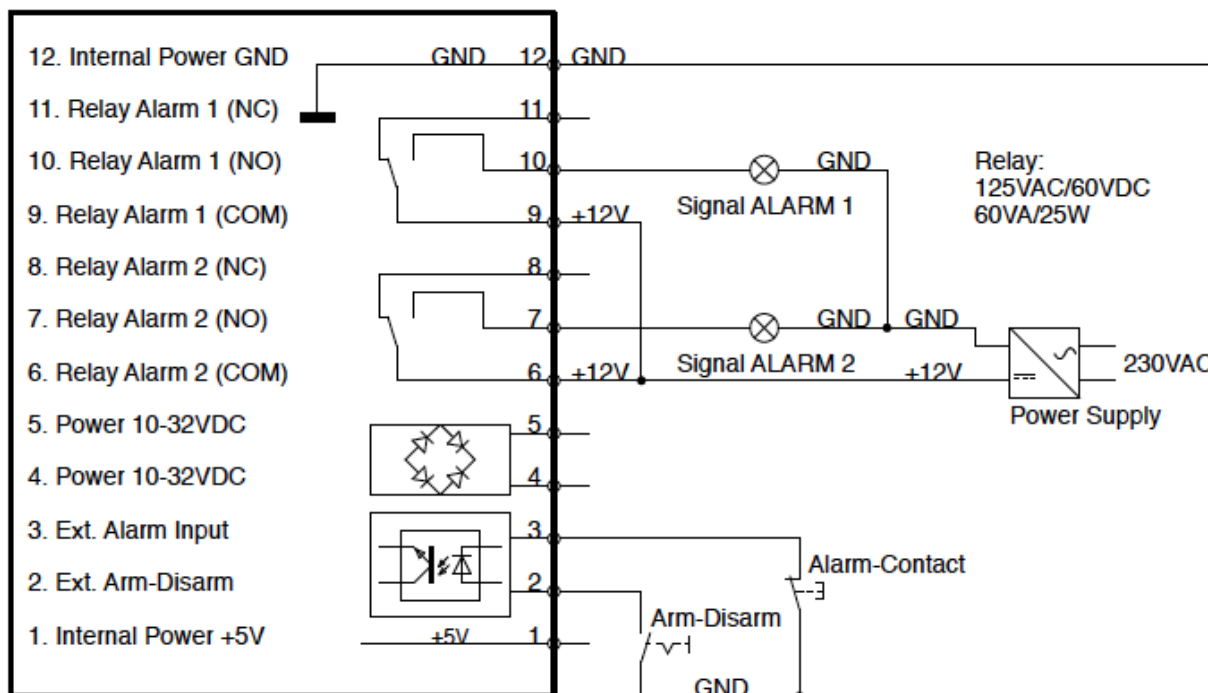 12. Internal Power GND GND 12 GND
11. Relay Alarm 1 (NC) 11
10. Relay Alarm 1 (NO) 10 GND
Relay:
125VAC/60VDC
60VA/25W
Signal ALARM 1
9. Relay Alarm 1 (COM) 9 +12V
8. Relay Alarm 2 (NC) 8
7. Relay Alarm 2 (NO) 7 GND GND
Signal ALARM 2
6. Relay Alarm 2 (COM) 6 +12V +12V 230VAC
Power Supply
5. Power 10-32VDC 5
4. Power 10-32VDC 4
3. Ext. Alarm Input 3
Alarm-Contact
2. Ext. Arm-Disarm 2
Arm-Disarm
1. Internal Power +5V +5V 1
GND